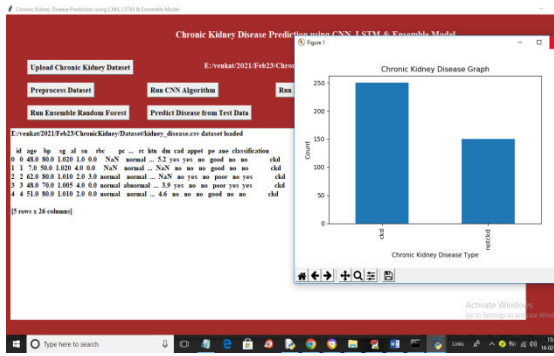 Chronic Kidney Disease Prediction using CNN, LSTM & Ensemble Model
Chronic Kidney Disease Prediction using CNN, LSTM & Ensemble Model
Upload Chronic Kidney Dataset
E:/venkat/2021/Feb23/Chron
Preprocess Dataset
Run CNN Algorithm
Run
Run Ensemble Random Forest
Predict Disease from Test Data
E:/venkat/2021/Feb23/ChronicKidney/Dataset/kidney_disease.csv dataset loaded
id age bp sg al su rbc pc ... rc htn dm cad appet pe ane classification
0 0 48.0 80.0 1.020 1.0 0.0 NaN normal ... 5.2 yes yes no good no no ckd
1 1 7.0 50.0 1.020 4.0 0.0 NaN normal ... NaN no no no good no no ckd
2 2 62.0 80.0 1.010 2.0 3.0 normal normal ... NaN no yes no poor no yes ckd
3 3 48.0 70.0 1.005 4.0 0.0 normal abnormal ... 3.9 yes no no poor yes yes ckd
4 4 51.0 80.0 1.010 2.0 0.0 normal normal ... 4.6 no no no good no no ckd
[5 rows x 26 columns]
Figure 1
Chronic Kidney Disease Graph
250
200
150
100
50
0
Count
ckd
notckd
Chronic Kidney Disease Type
Activate Windows
Go to Settings to activate Wind
Type here to search
Links